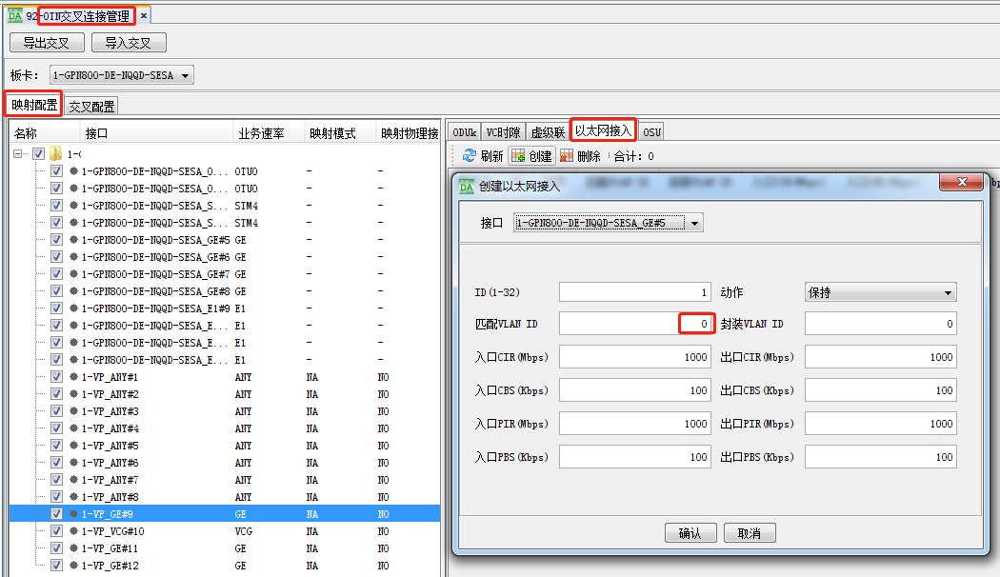 DA 92-OTN交叉连接管理 ×
导出交叉 导入交叉
板卡: 1-GPN800-DE-NQQD-SESA
映射配置 交叉配置
名称 接口 业务速率 映射模式 映射物理接
1-(
1-GPN800-DE-NQQD-SESA_O... OTU0 - -
1-GPN800-DE-NQQD-SESA_O... OTU0 - -
1-GPN800-DE-NQQD-SESA_S... STM4 - -
1-GPN800-DE-NQQD-SESA_S... STM4 - -
1-GPN800-DE-NQQD-SESA_GE#5 GE - -
1-GPN800-DE-NQQD-SESA_GE#6 GE - -
1-GPN800-DE-NQQD-SESA_GE#7 GE - -
1-GPN800-DE-NQQD-SESA_GE#8 GE - -
1-GPN800-DE-NQQD-SESA_E1#9 E1 - -
1-GPN800-DE-NQQD-SESA_E... E1 - -
1-GPN800-DE-NQQD-SESA_E... E1 - -
1-GPN800-DE-NQQD-SESA_E... E1 - -
1-VP_ANY#1 ANY NA NO
1-VP_ANY#2 ANY NA NO
1-VP_ANY#3 ANY NA NO
1-VP_ANY#4 ANY NA NO
1-VP_ANY#5 ANY NA NO
1-VP_ANY#6 ANY NA NO
1-VP_ANY#7 ANY NA NO
1-VP_ANY#8 ANY NA NO
1-VP_GE#9 GE NA NO
1-VP_VCG#10 VCG NA NO
1-VP_GE#11 GE NA NO
1-VP_GE#12 GE NA NO
ODUk VC时隙 虚级联 以太网接入 OSU
刷新 创建 删除 合计: 0
DA 创建以太网接入
接口 1-GPN800-DE-NQQD-SESA_GE#5
ID(1-32) 1 动作 保持
匹配VLAN ID 0 封装VLAN ID 0
入口CIR(Mbps) 1000 出口CIR(Mbps) 1000
入口CBS(Kbps) 100 出口CBS(Kbps) 100
入口PIR(Mbps) 1000 出口PIR(Mbps) 1000
入口PBS(Kbps) 100 出口PBS(Kbps) 100
确认 取消